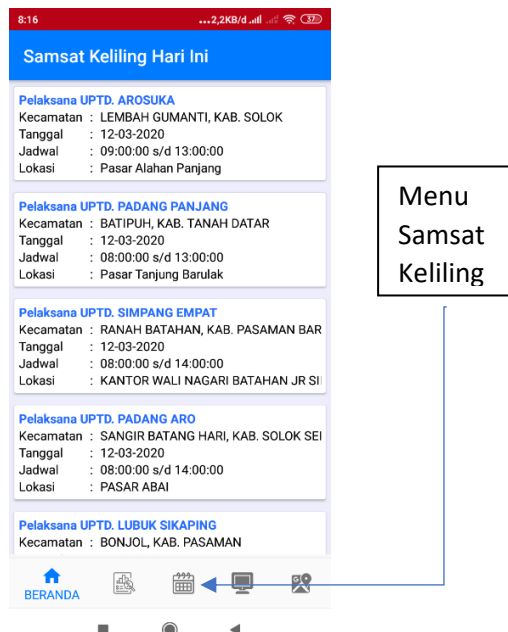 8:16 ...2,2KB/d 37
Samsat Keliling Hari Ini
Pelaksana UPTD. AROSUKA
Kecamatan : LEMBAH GUMANTI, KAB. SOLOK
Tanggal : 12-03-2020
Jadwal : 09:00:00 s/d 13:00:00
Lokasi : Pasar Alahan Panjang
Pelaksana UPTD. PADANG PANJANG
Kecamatan : BATIPUH, KAB. TANAH DATAR
Tanggal : 12-03-2020
Jadwal : 08:00:00 s/d 13:00:00
Lokasi : Pasar Tanjung Barulak
Pelaksana UPTD. SIMPANG EMPAT
Kecamatan : RANAH BATAHAN, KAB. PASAMAN BAR
Tanggal : 12-03-2020
Jadwal : 08:00:00 s/d 14:00:00
Lokasi : KANTOR WALI NAGARI BATAHAN JR SI
Pelaksana UPTD. PADANG ARO
Kecamatan : SANGIR BATANG HARI, KAB. SOLOK SEI
Tanggal : 12-03-2020
Jadwal : 08:00:00 s/d 14:00:00
Lokasi : PASAR ABAI
Pelaksana UPTD. LUBUK SIKAPING
Kecamatan : BONJOL, KAB. PASAMAN
BERANDA
Menu
Samsat
Keliling